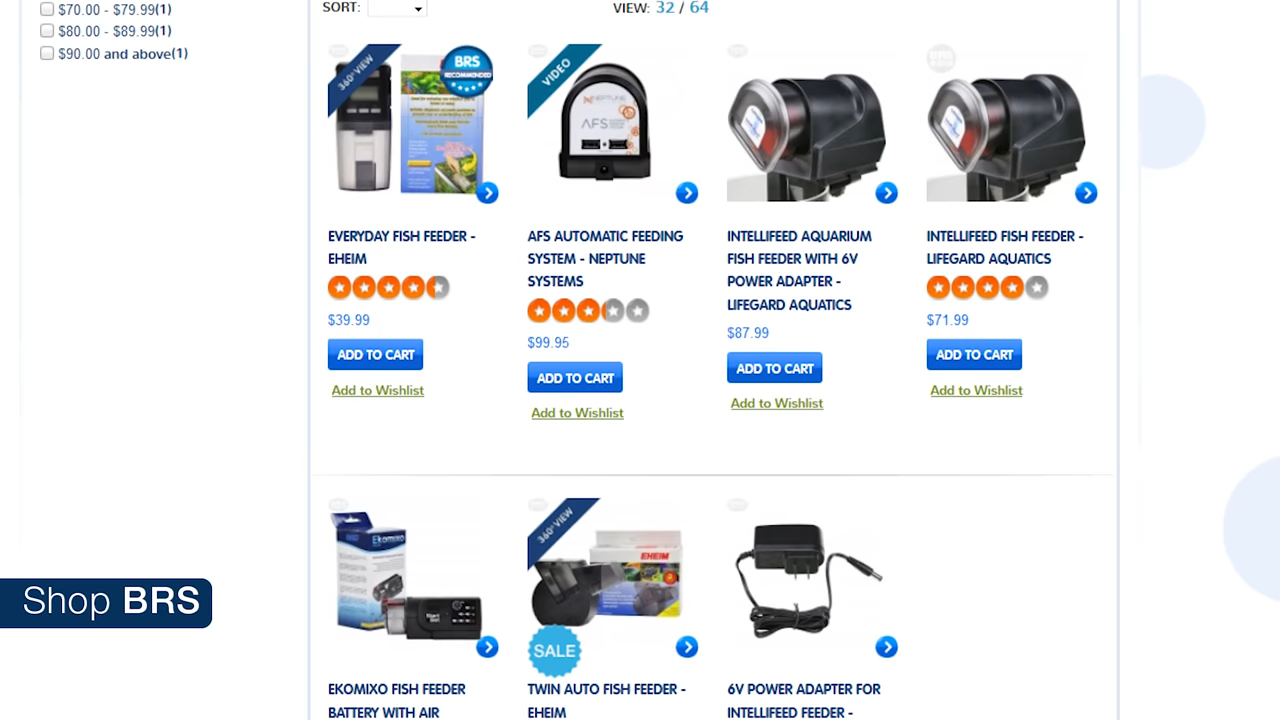 $70.00 - $79.99(1)
$80.00 - $89.99(1)
$90.00 and above(1)
SORT:
VIEW: 32 / 64
360° VIEW
BRS
RECOMMENDED
VIDEO
NEPTUNE
AFS
EVERYDAY FISH FEEDER -
EHEIM
$39.99
ADD TO CART
Add to Wishlist
AFS AUTOMATIC FEEDING
SYSTEM - NEPTUNE
SYSTEMS
$99.95
ADD TO CART
Add to Wishlist
INTELLIFEED AQUARIUM
FISH FEEDER WITH 6V
POWER ADAPTER -
LIFEGARD AQUATICS
$87.99
ADD TO CART
Add to Wishlist
INTELLIFEED FISH FEEDER -
LIFEGARD AQUATICS
$71.99
ADD TO CART
Add to Wishlist
Ekomixo
360° VIEW
EHEIM
SALE
EKOMIXO FISH FEEDER
BATTERY WITH AIR
TWIN AUTO FISH FEEDER -
EHEIM
6V POWER ADAPTER FOR
INTELLIFEED FEEDER -
Shop BRS